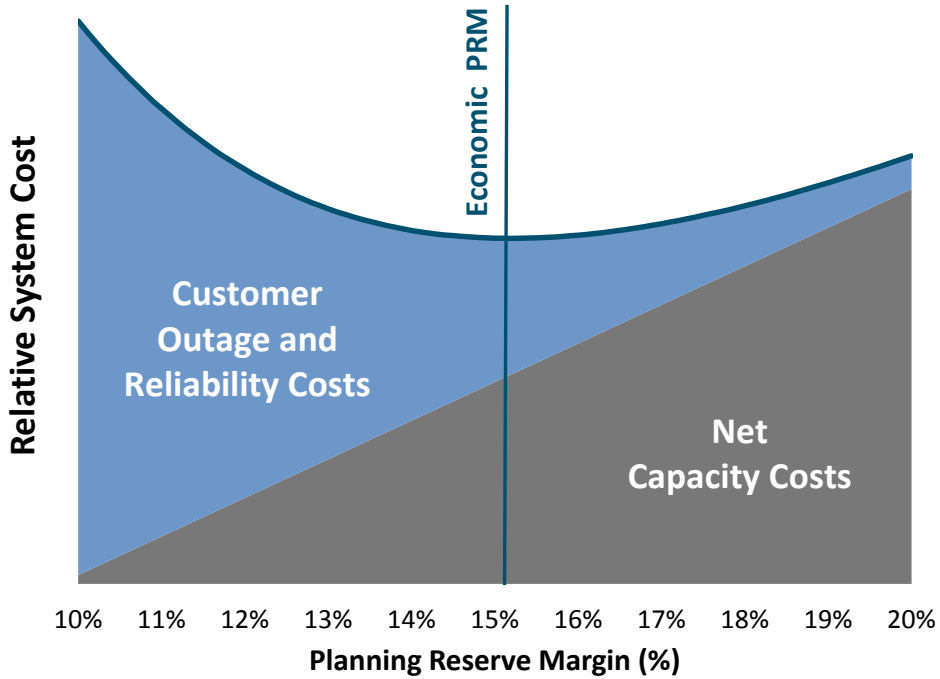 Relative System Cost
Economic PRM
Customer
Outage and
Reliability Costs
Net
Capacity Costs
10% 11% 12% 13% 14% 15% 16% 17% 18% 19% 20%
Planning Reserve Margin (%)